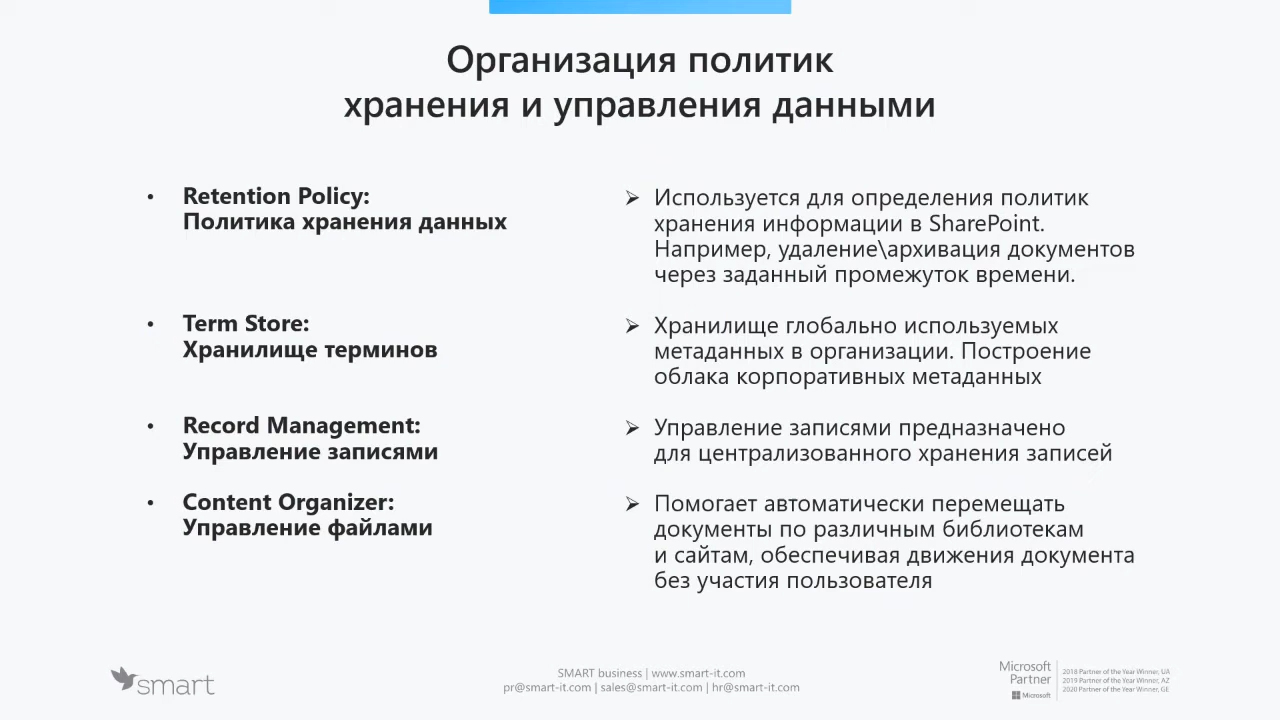 Организация политик
хранения и управления данными
• Retention Policy:
Политика хранения данных
➢ Используется для определения политик
хранения информации в SharePoint.
Например, удаление\архивация документов
через заданный промежуток времени.
• Term Store:
Хранилище терминов
➢ Хранилище глобально используемых
метаданных в организации. Построение
облака корпоративных метаданных
• Record Management:
Управление записями
➢ Управление записями предназначено
для централизованного хранения записей
• Content Organizer:
Управление файлами
➢ Помогает автоматически перемещать
документы по различным библиотекам
и сайтам, обеспечивая движения документа
без участия пользователя
smart
SMART business | www.smart-it.com
pr@smart-it.com | sales@smart-it.com | hr@smart-it.com
Microsoft
Partner
Microsoft
2018 Partner of the Year Winner, UA
2019 Partner of the Year Winner, AZ
2020 Partner of the Year Winner, GE